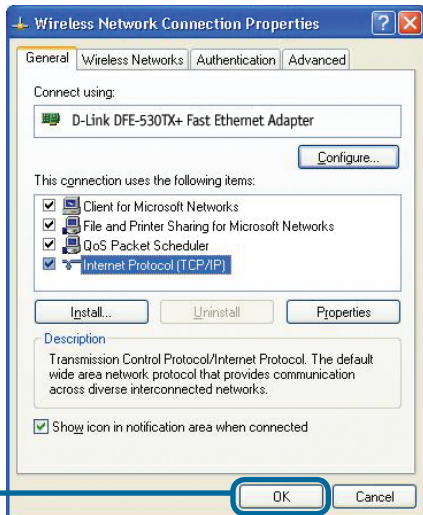 Wireless Network Connection Properties
General Wireless Networks Authentication Advanced
Connect using:
D-Link DFE-530TX+ Fast Ethernet Adapter
Configure...
This connection uses the following items:
Client for Microsoft Networks
File and Printer Sharing for Microsoft Networks
QoS Packet Scheduler
Internet Protocol (TCP/IP)
Install... Uninstall Properties
Description
Transmission Control Protocol/Internet Protocol. The default
wide area network protocol that provides communication
across diverse interconnected networks.
Show icon in notification area when connected
OK Cancel